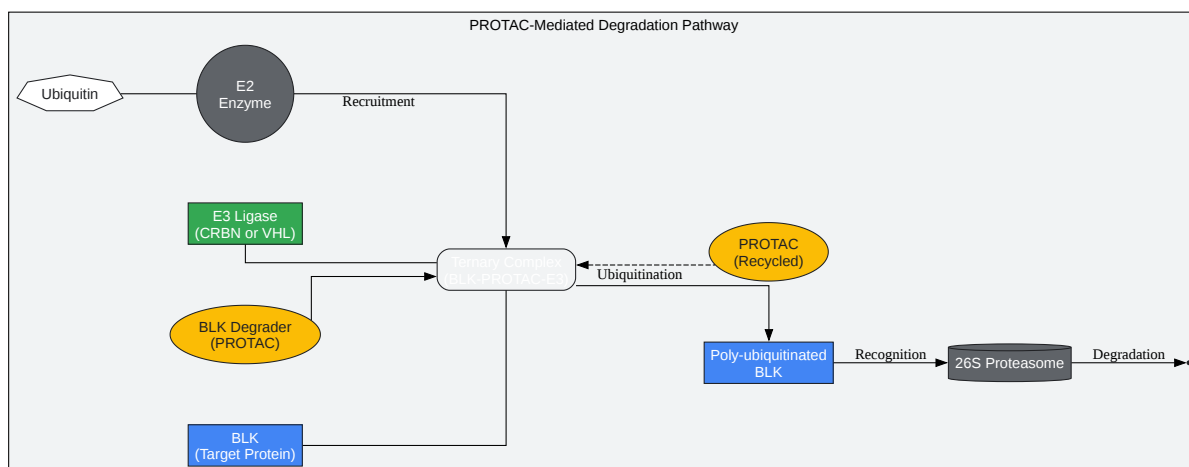 PROTAC-Mediated Degradation Pathway
Ubiquitin
E2
Enzyme
Recruitment
E3 Ligase
(CRBN or VHL)
Ternary Complex
(BLK-PROTAC-E3)
Ubiquitination
PROTAC
(Recycled)
BLK Degrader
(PROTAC)
Poly-ubiquitinated
BLK
Recognition
26S Proteasome
Degradation
BLK
(Target Protein)